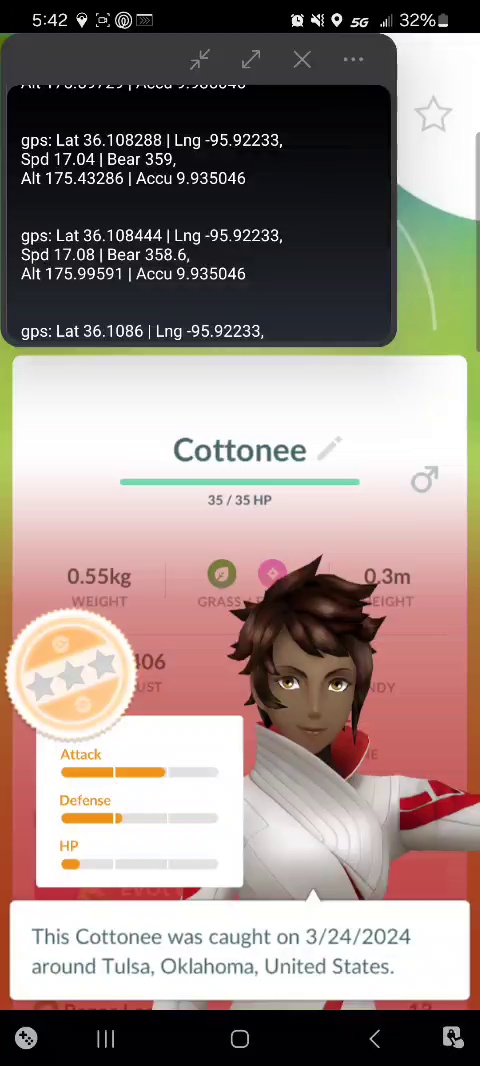 5:42
5G
32%
gps: Lat 36.108288 | Lng -95.92233,
Spd 17.04 | Bear 359,
Alt 175.43286 | Accu 9.935046
gps: Lat 36.108444 | Lng -95.92233,
Spd 17.08 | Bear 358.6,
Alt 175.99591 | Accu 9.935046
gps: Lat 36.1086 | Lng -95.92233,
Cottonee
35 / 35 HP
0.55kg
0.3m
WEIGHT
GRASS
Attack
Defense
HP
This Cottonee was caught on 3/24/2024
around Tulsa, Oklahoma, United States.